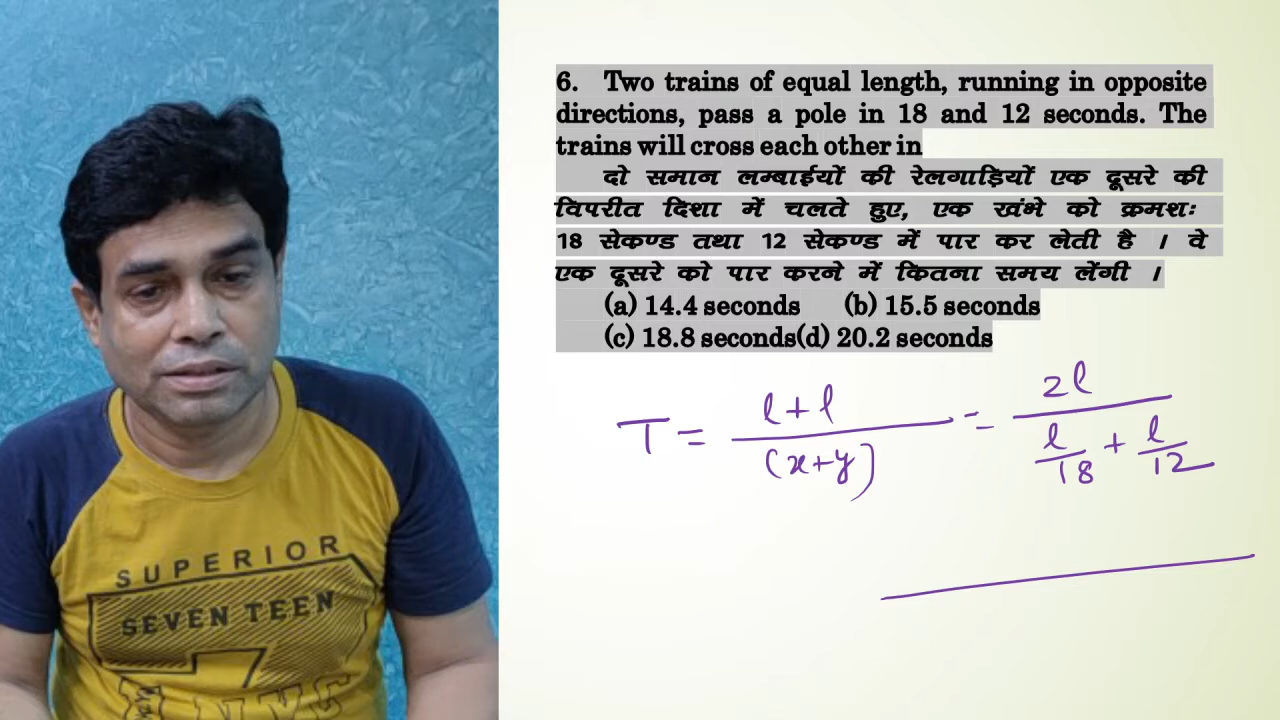 6. Two trains of equal length, running in opposite
directions, pass a pole in 18 and 12 seconds. The
trains will cross each other in
दो समान लम्बाईयों की रेलगाड़ियों एक दूसरे की
विपरीत दिशा में चलते हुए, एक खंभे को क्रमशः
18 सेकण्ड तथा 12 सेकण्ड में पार कर लेती है । वे
एक दूसरे को पार करने में कितना समय लेंगी ।
(a) 14.4 seconds (b) 15.5 seconds
(c) 18.8 seconds(d) 20.2 seconds
T = (l + l)/(x+y) = 2l/(l/18 + l/12)
SUPERIOR
SEVEN TEEN